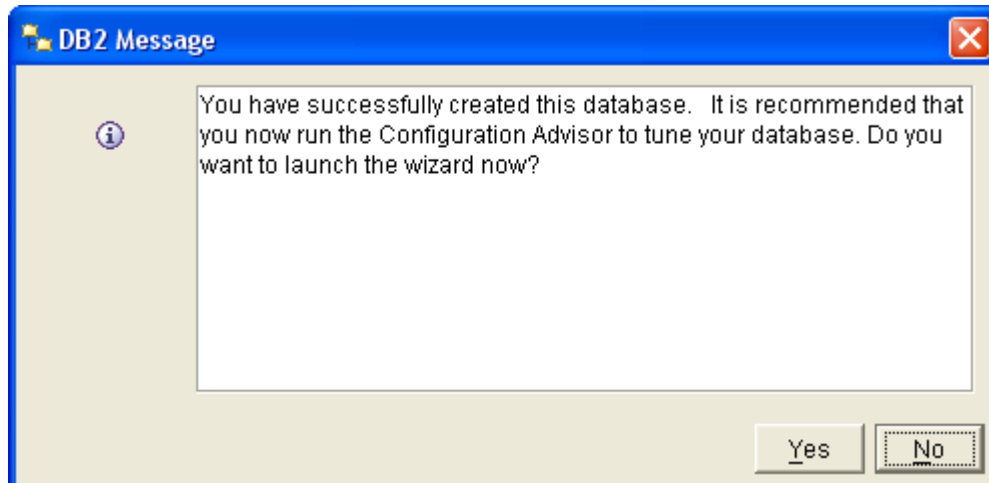 DB2 Message
You have successfully created this database.   It is recommended that
you now run the Configuration Advisor to tune your database. Do you
want to launch the wizard now?
Yes
No